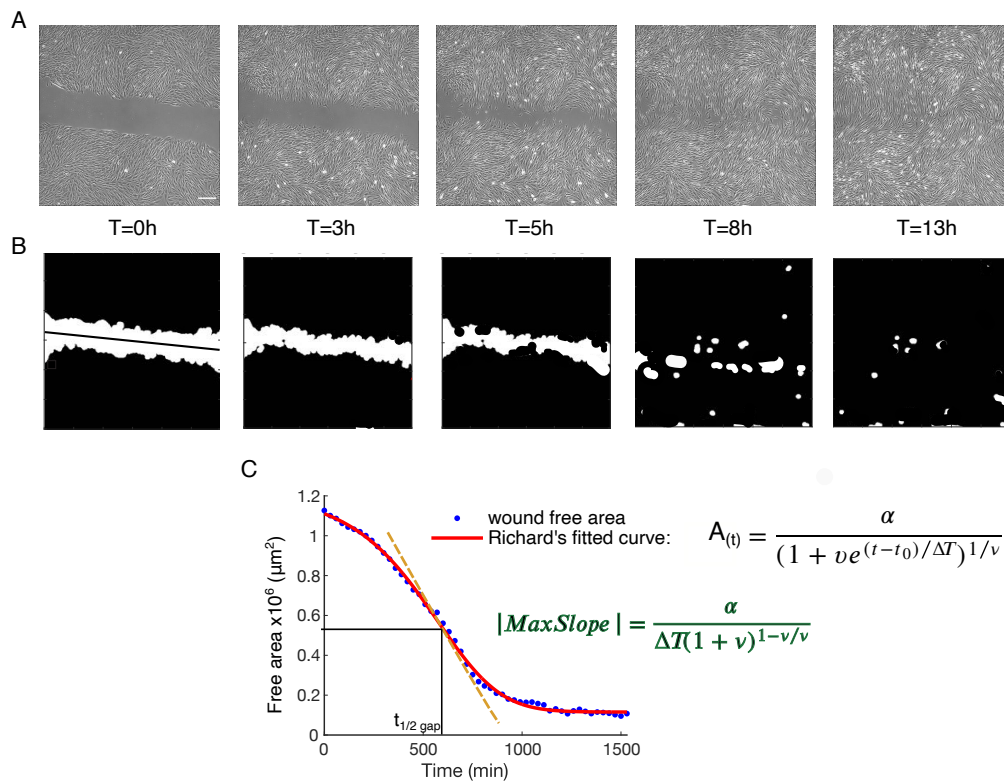 A
T=0h
T=3h
T=5h
T=8h
T=13h
B
C
1.2
1
0.8
0.6
0.4
0.2
0
Free area x10⁶ (µm²)
0
500
1000
1500
Time (min)
t1/2 gap
wound free area
Richard's fitted curve:
A(t) = α / (1 + υe^(t−t₀)/ΔT)^1/ν
|MaxSlope| = α / ΔT(1 + ν)^1−ν/ν